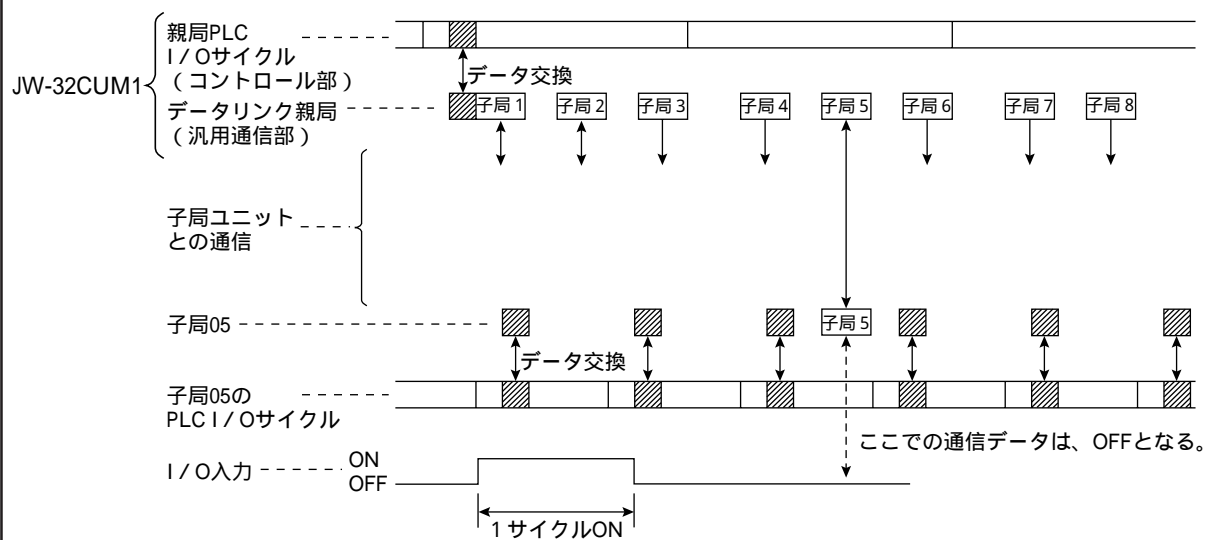 JW-32CUM1
親局PLC
I/Oサイクル
(コントロール部)
データ交換
データリンク親局
(汎用通信部)
子局1
子局2
子局3
子局4
子局5
子局6
子局7
子局8
子局ユニット
との通信
子局05
子局5
データ交換
子局05の
PLC I/Oサイクル
ここでの通信データは、OFFとなる。
I/O入力
ON
OFF
1サイクルON